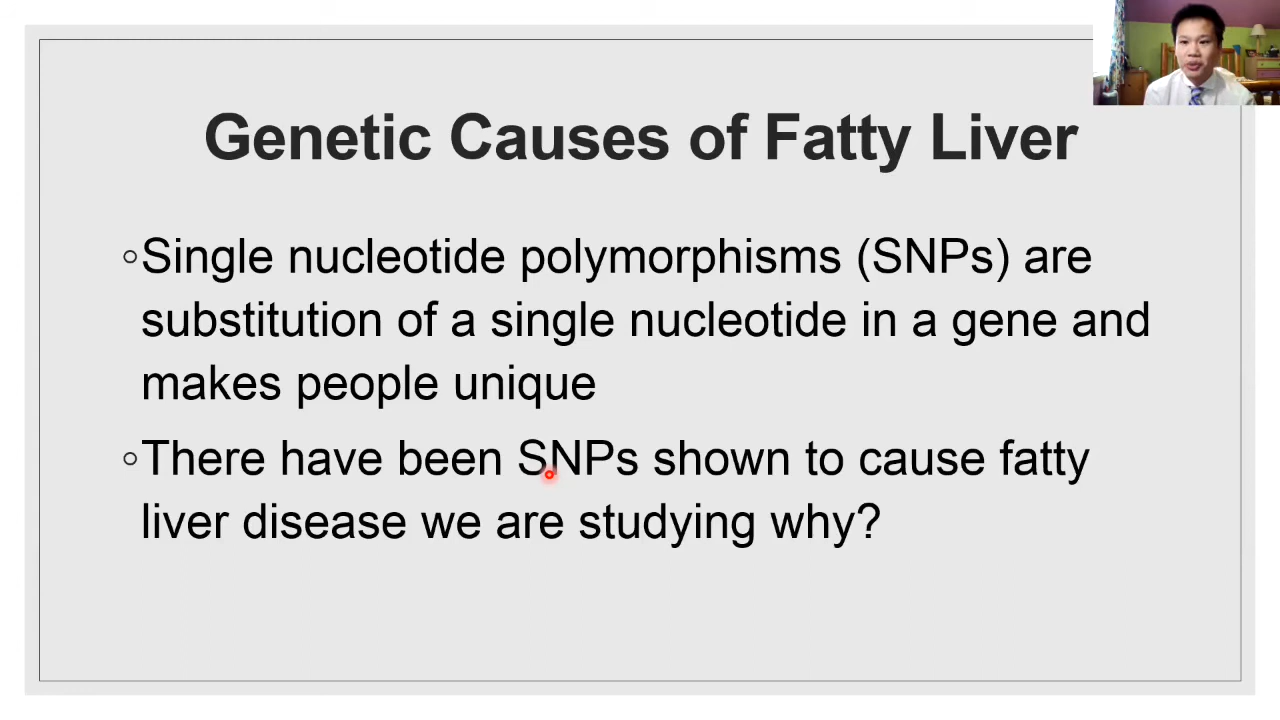 Genetic Causes of Fatty Liver
◦Single nucleotide polymorphisms (SNPs) are
substitution of a single nucleotide in a gene and
makes people unique
◦There have been SNPs shown to cause fatty
liver disease we are studying why?